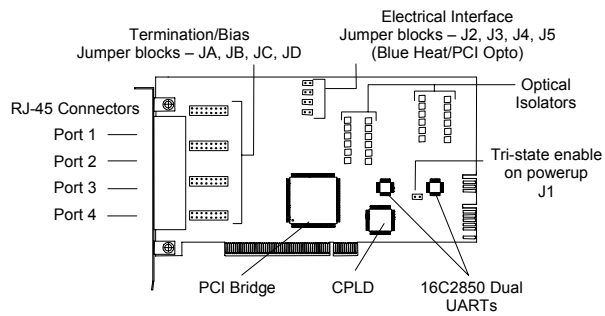 Termination/Bias
Jumper blocks – JA, JB, JC, JD
Electrical Interface
Jumper blocks – J2, J3, J4, J5
(Blue Heat/PCI Opto)
RJ-45 Connectors
Port 1
Port 2
Port 3
Port 4
Optical
Isolators
Tri-state enable
on powerup
J1
PCI Bridge
CPLD
16C2850 Dual
UARTs